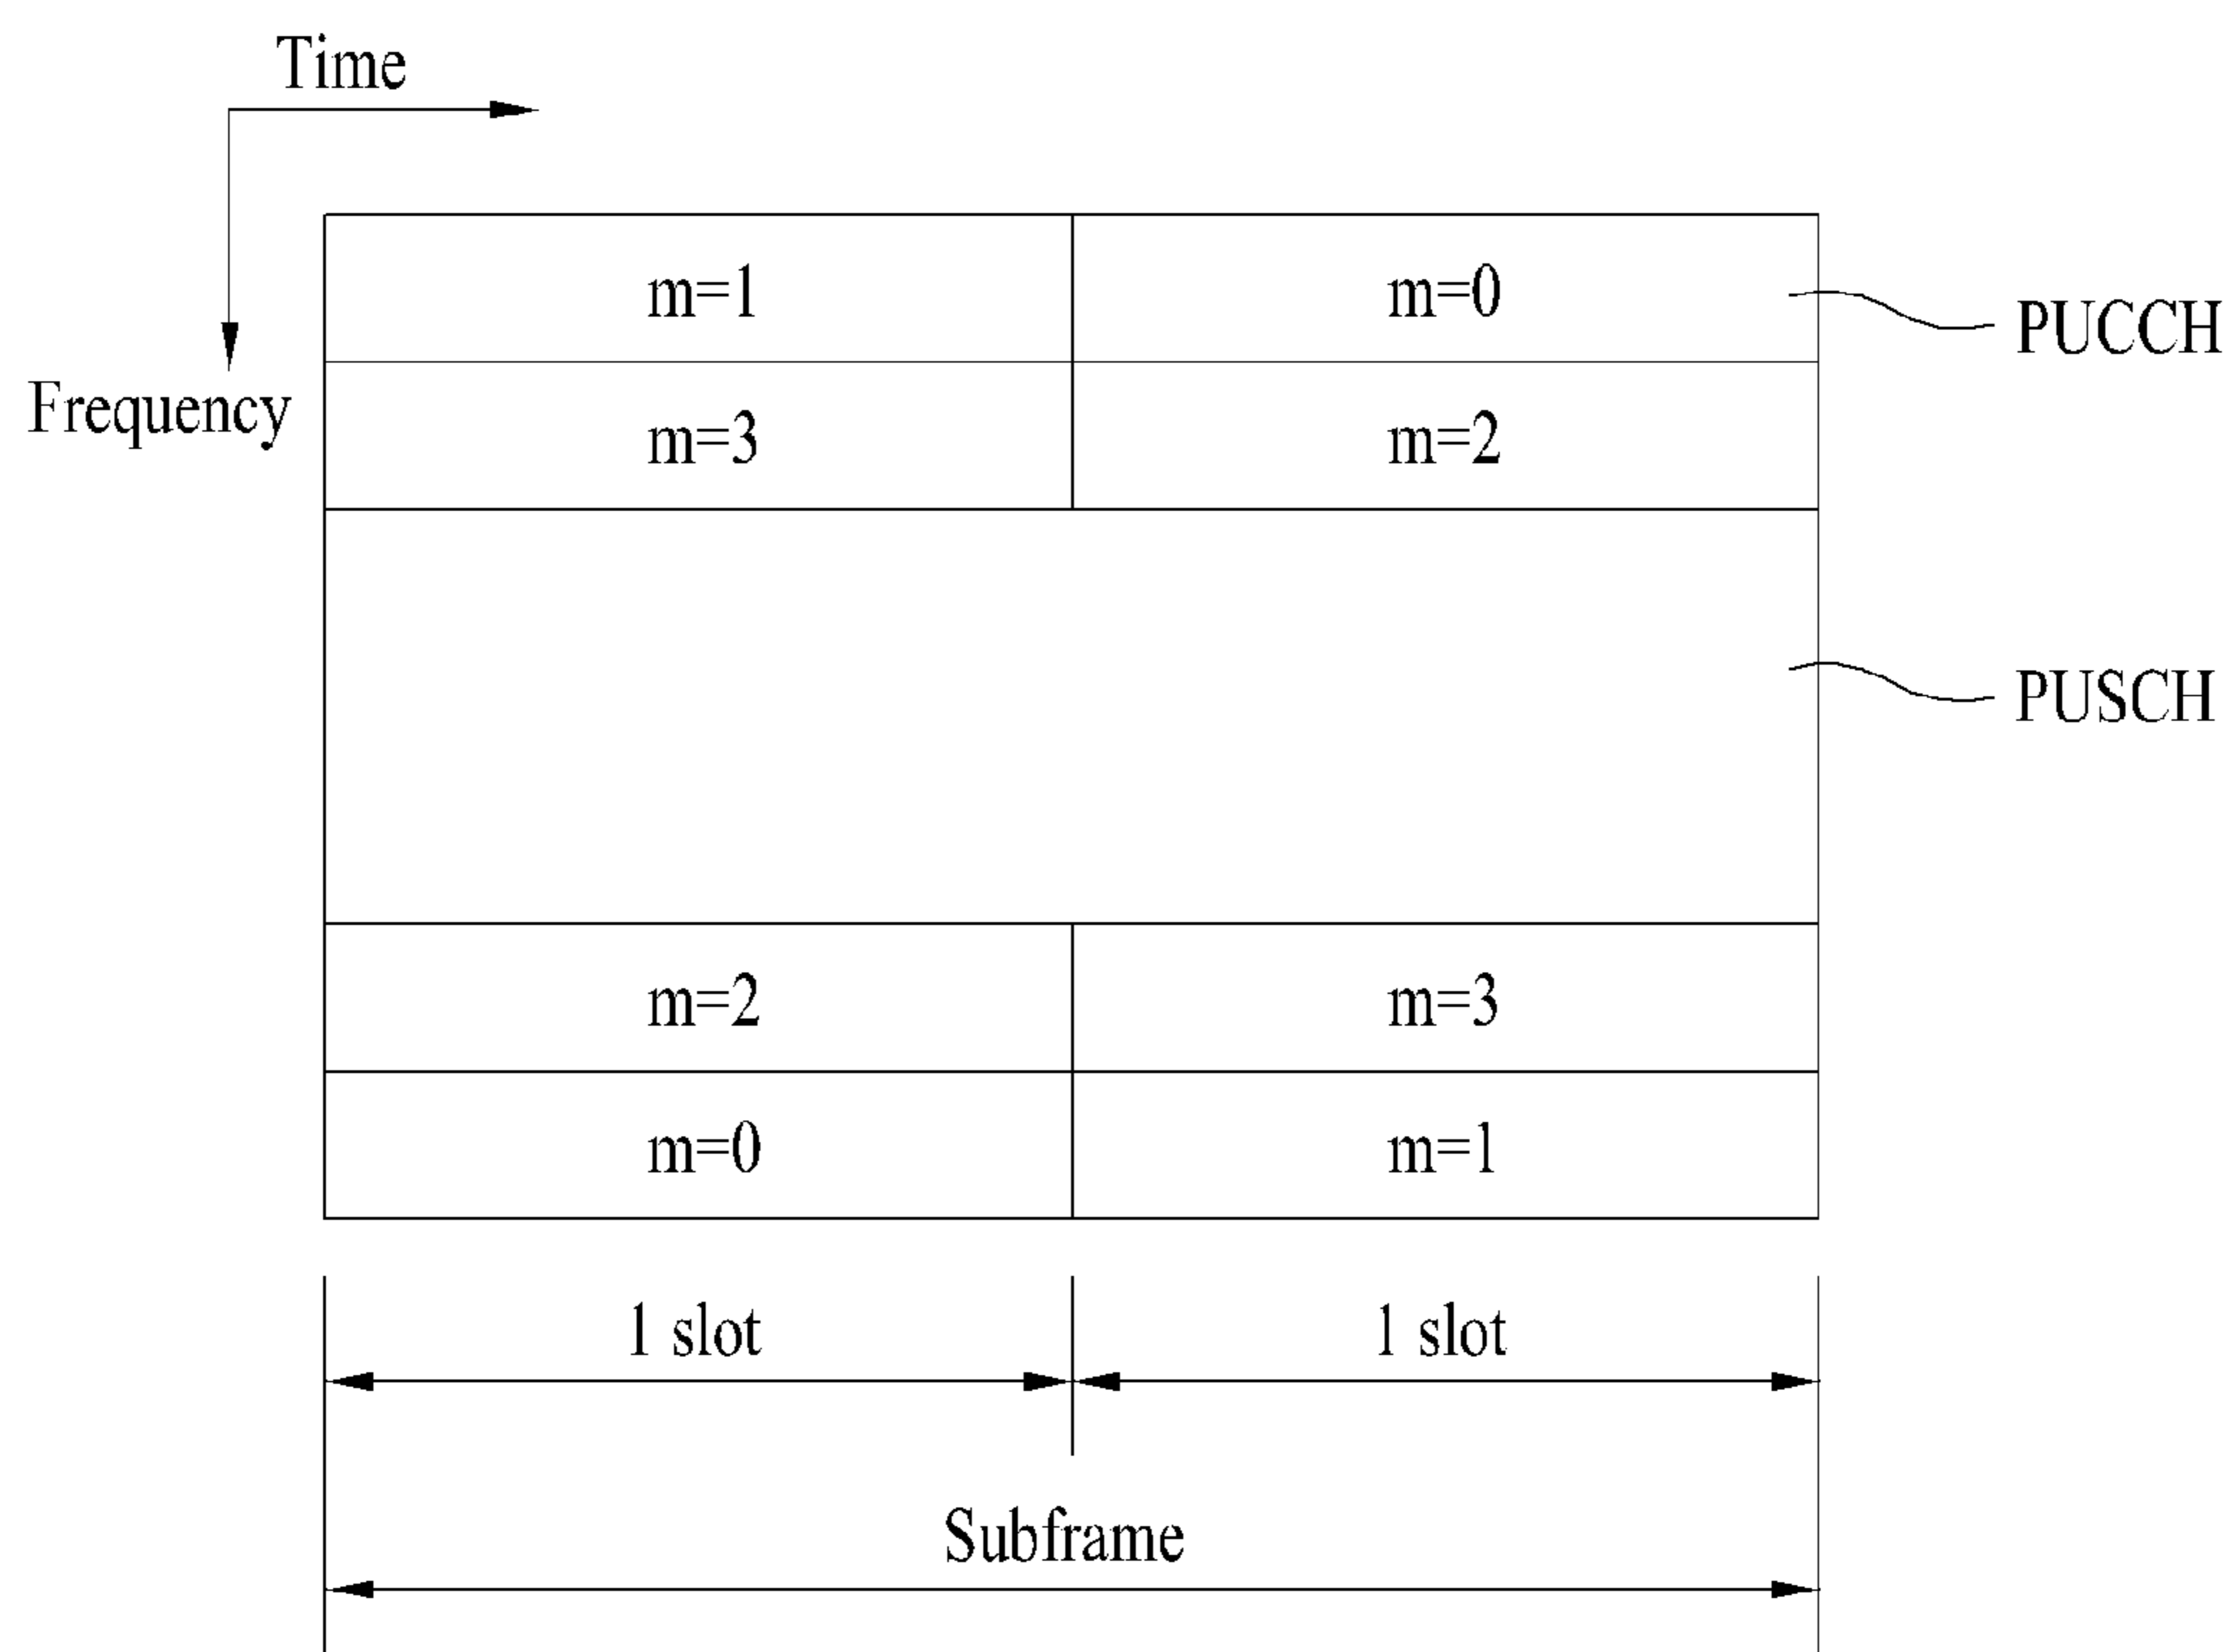 Time
Frequency
m=1
m=0
PUCCH
m=3
m=2
PUSCH
m=2
m=3
m=0
m=1
1 slot
1 slot
Subframe